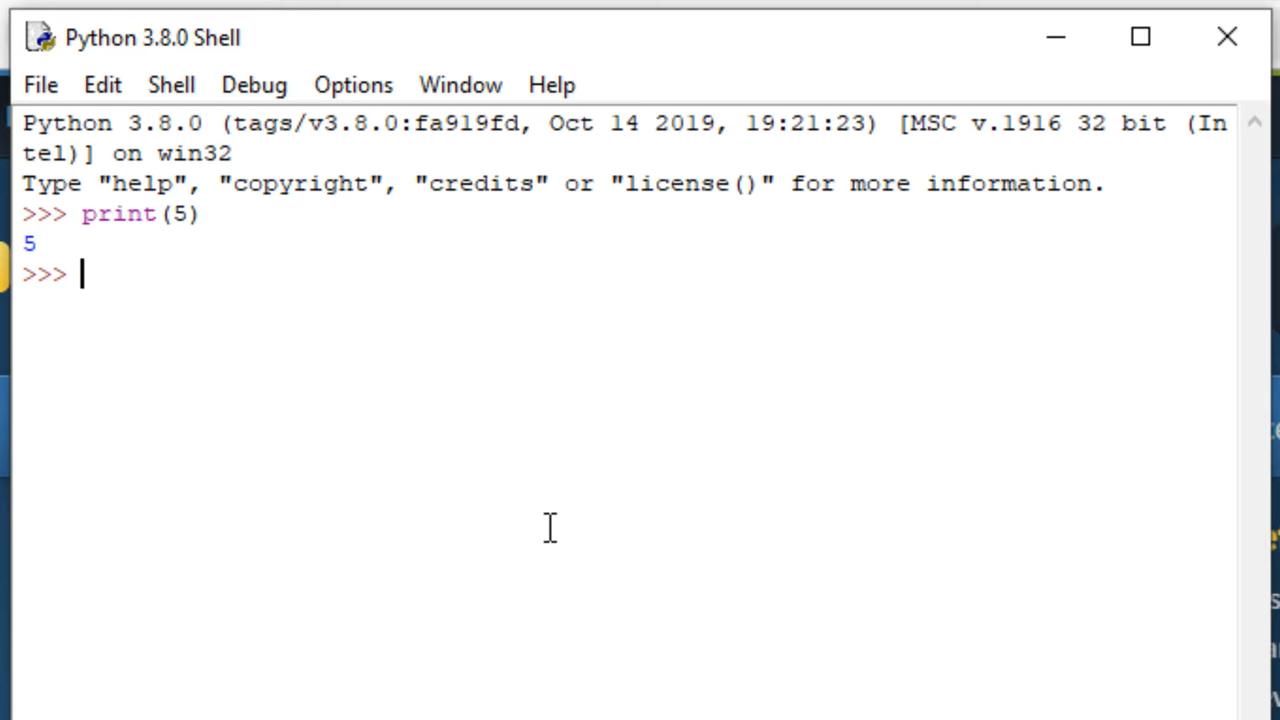 Python 3.8.0 Shell
File Edit Shell Debug Options Window Help
Python 3.8.0 (tags/v3.8.0:fa919fd, Oct 14 2019, 19:21:23) [MSC v.1916 32 bit (In
tel)] on win32
Type "help", "copyright", "credits" or "license()" for more information.
>>> print(5)
5
>>>